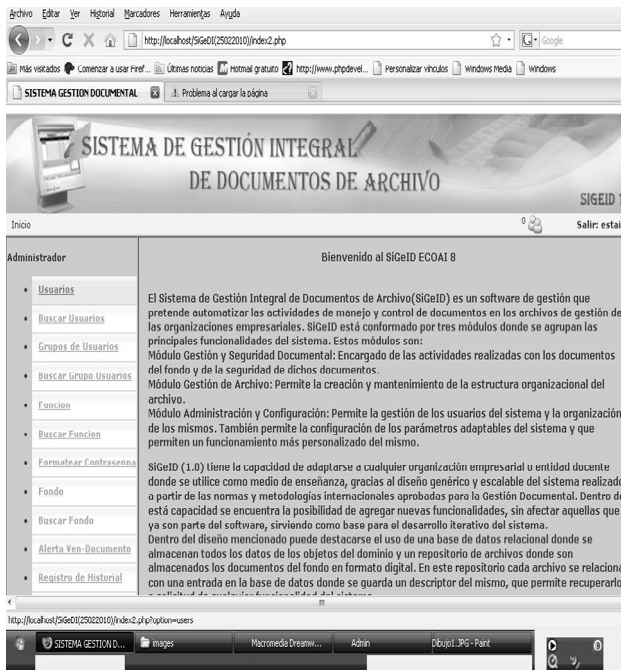 Archivo Editar Ver Historial Marcadores Herramientas Ayuda
http://localhost/SiGeDI(25022010)/index2.php
Google
Más visitados Comenzar a usar Firef... Últimas noticias Hotmail gratuito http://www.phpdevel... Personalizar vínculos Windows Media Windows
SISTEMA GESTION DOCUMENTAL Problema al cargar la página
SISTEMA DE GESTIÓN INTEGRAL
DE DOCUMENTOS DE ARCHIVO
SIGEID 1
Inicio 0 Salir: estai
Administrador
Usuarios
Buscar Usuarios
Grupos de Usuarios
Buscar Grupo Usuarios
Funcion
Buscar Funcion
Formatear Contrasenna
Fondo
Buscar Fondo
Alerta Ven-Documento
Registro de Historial
Bienvenido al SiGeID ECOAI 8
El Sistema de Gestión Integral de Documentos de Archivo(SiGeID) es un software de gestión que
pretende automatizar las actividades de manejo y control de documentos en los archivos de gestión de
las organizaciones empresariales. SiGeID está conformado por tres módulos donde se agrupan las
principales funcionalidades del sistema. Estos módulos son:
Módulo Gestión y Seguridad Documental: Encargado de las actividades realizadas con los documentos
del fondo y de la seguridad de dichos documentos.
Módulo Gestión de Archivo: Permite la creación y mantenimiento de la estructura organizacional del
archivo.
Módulo Administración y Configuración: Permite la gestión de los usuarios del sistema y la organización
de los mismos. También permite la configuración de los parámetros adaptables del sistema y que
permiten un funcionamiento más personalizado del mismo.
SiGeID (1.0) tiene la capacidad de adaptarse a cualquier organización empresarial o entidad docente
donde se utilice como medio de enseñanza, gracias al diseño genérico y escalable del sistema realizado
a partir de las normas y metodologías internacionales aprobadas para la Gestión Documental. Dentro de
está capacidad se encuentra la posibilidad de agregar nuevas funcionalidades, sin afectar aquellas que
ya son parte del software, sirviendo como base para el desarrollo iterativo del sistema.
Dentro del diseño mencionado puede destacarse el uso de una base de datos relacional donde se
almacenan todos los datos de los objetos del dominio y un repositorio de archivos donde son
almacenados los documentos del fondo en formato digital. En este repositorio cada archivo se relaciona
con una entrada en la base de datos donde se guarda un descriptor del mismo, que permite recuperarlo
a solicitud de cualquier funcionalidad del sistema.
http://localhost/SiGeDI(25022010)/index2.php?option=users
SISTEMA GESTION D... images Macromedia Dreamw... Admin Dibujo1.JPG - Paint